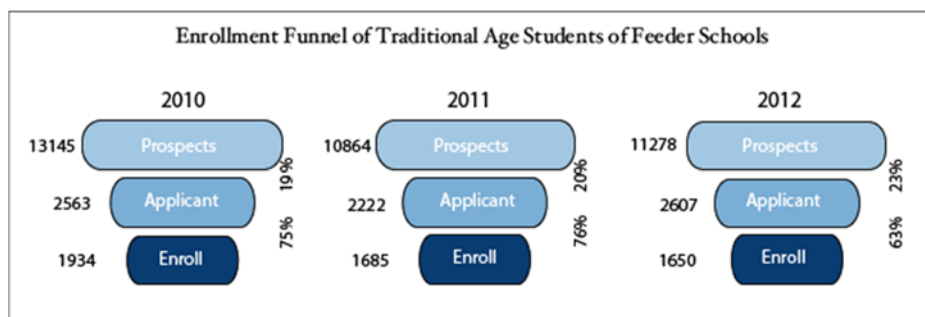 Enrollment Funnel of Traditional Age Students of Feeder Schools
2010
13145 Prospects
19%
2563 Applicant
75%
1934 Enroll
2011
10864 Prospects
20%
2222 Applicant
76%
1685 Enroll
2012
11278 Prospects
23%
2607 Applicant
63%
1650 Enroll